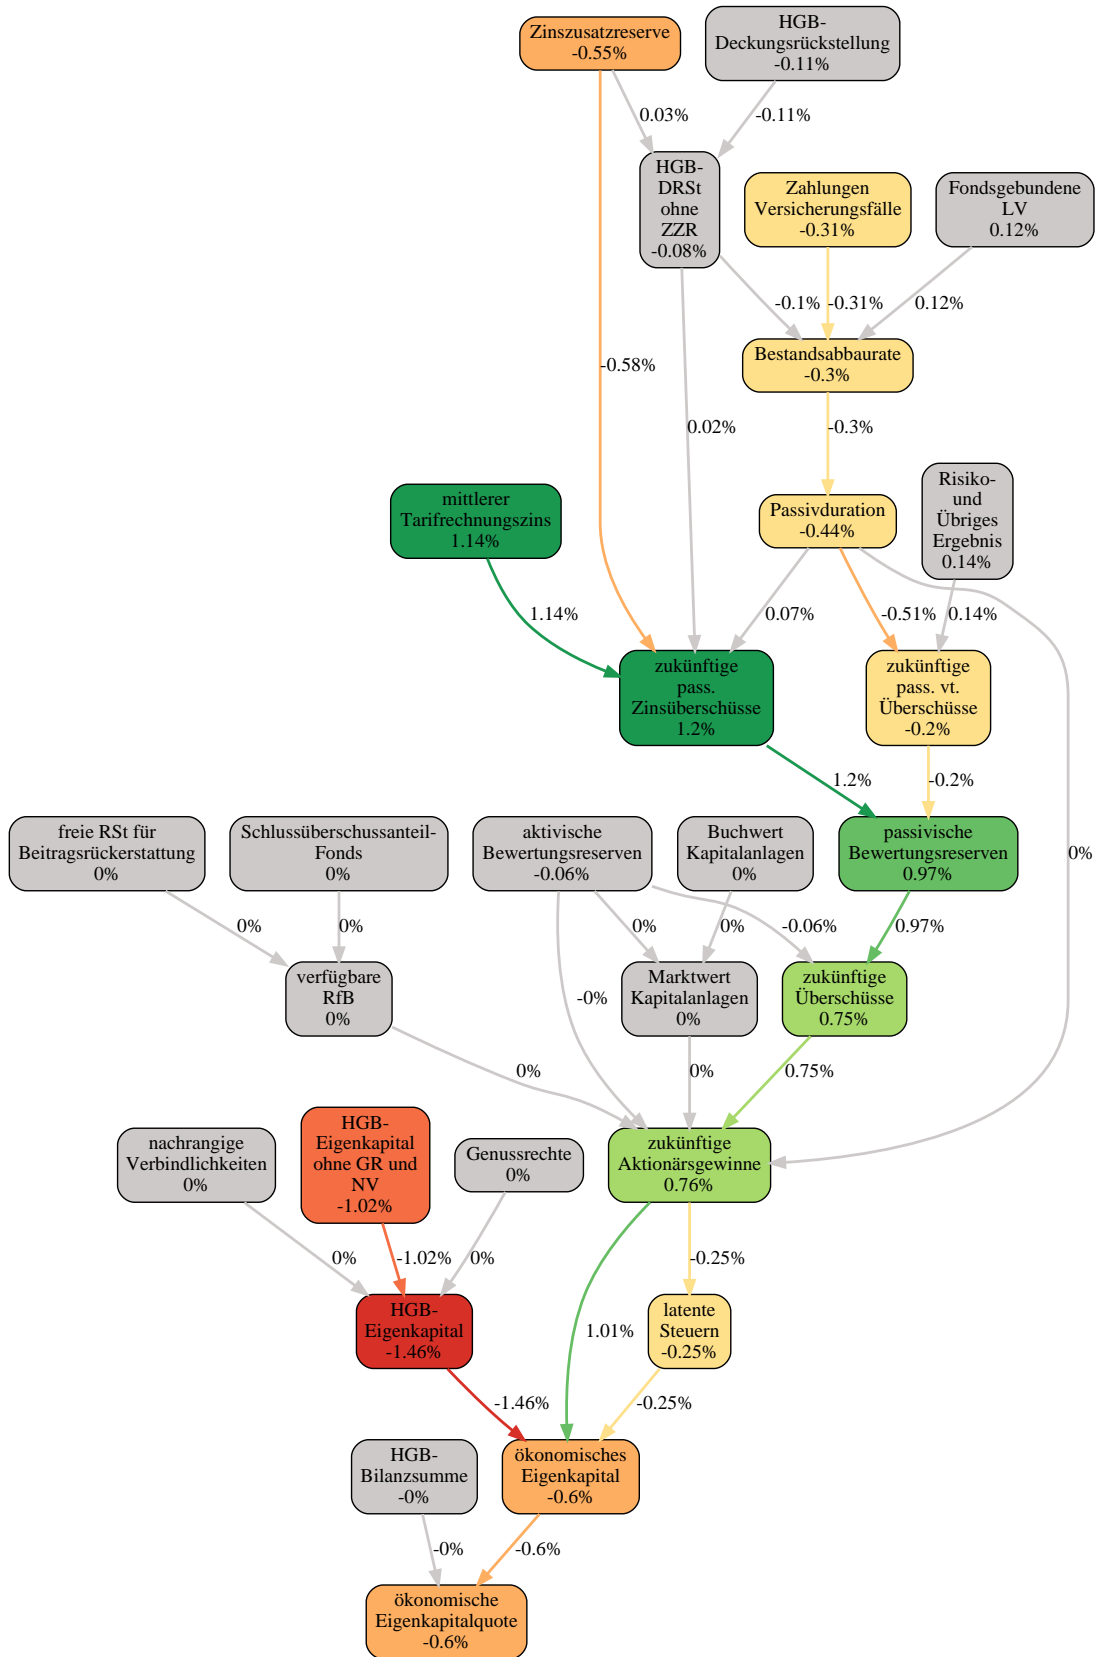 Zinszusatzreserve
-0.55%
HGB-
Deckungsrückstellung
-0.11%
0.03%
-0.11%
HGB-
DRSt
ohne
ZZR
-0.08%
Zahlungen
Versicherungsfälle
-0.31%
Fondsgebundene
LV
0.12%
-0.1%
-0.31%
0.12%
Bestandsabbaurate
-0.3%
-0.58%
0.02%
-0.3%
mittlerer
Tarifrechnungszins
1.14%
Passivduration
-0.44%
Risiko-
und
Übriges
Ergebnis
0.14%
1.14%
0.07%
-0.51%
0.14%
zukünftige
pass.
Zinsüberschüsse
1.2%
zukünftige
pass. vt.
Überschüsse
-0.2%
1.2%
-0.2%
freie RSt für
Beitragsrückerstattung
0%
Schlussüberschussanteil-
Fonds
0%
aktivische
Bewertungsreserven
-0.06%
Buchwert
Kapitalanlagen
0%
passivische
Bewertungsreserven
0.97%
0%
0%
0%
0%
0%
-0.06%
0.97%
verfügbare
RfB
0%
Marktwert
Kapitalanlagen
0%
zukünftige
Überschüsse
0.75%
-0%
0%
0%
0.75%
nachrangige
Verbindlichkeiten
0%
HGB-
Eigenkapital
ohne GR und
NV
-1.02%
Genussrechte
0%
zukünftige
Aktionärsgewinne
0.76%
0%
-1.02%
0%
-0.25%
HGB-
Eigenkapital
-1.46%
1.01%
latente
Steuern
-0.25%
-1.46%
-0.25%
HGB-
Bilanzsumme
-0%
ökonomisches
Eigenkapital
-0.6%
-0%
-0.6%
ökonomische
Eigenkapitalquote
-0.6%